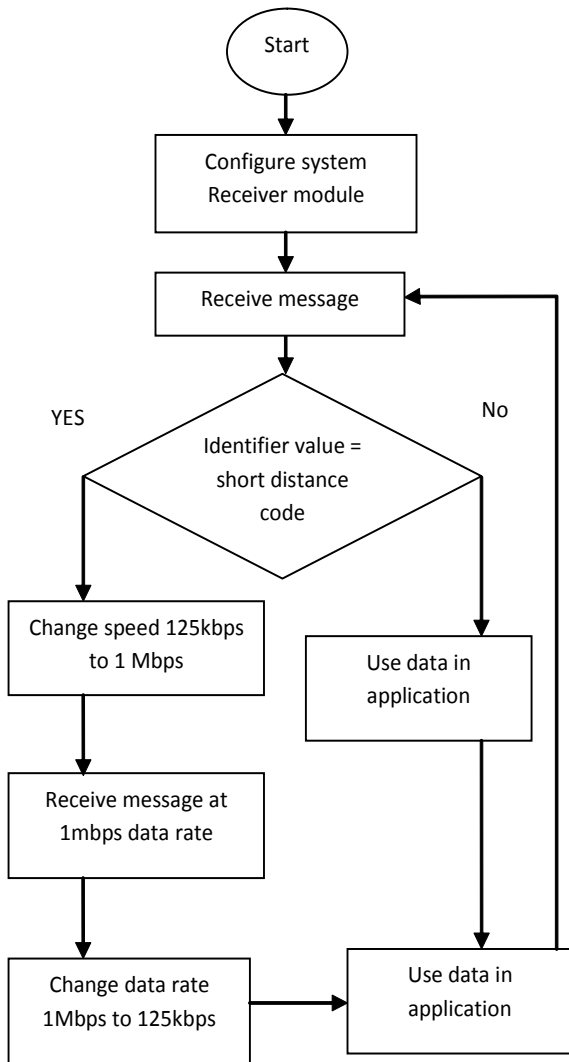 Start
Configure system
Receiver module
Receive message
YES
No
Identifier value =
short distance
code
Change speed 125kbps
to 1 Mbps
Use data in
application
Receive message at
1mbps data rate
Change data rate
1Mbps to 125kbps
Use data in
application